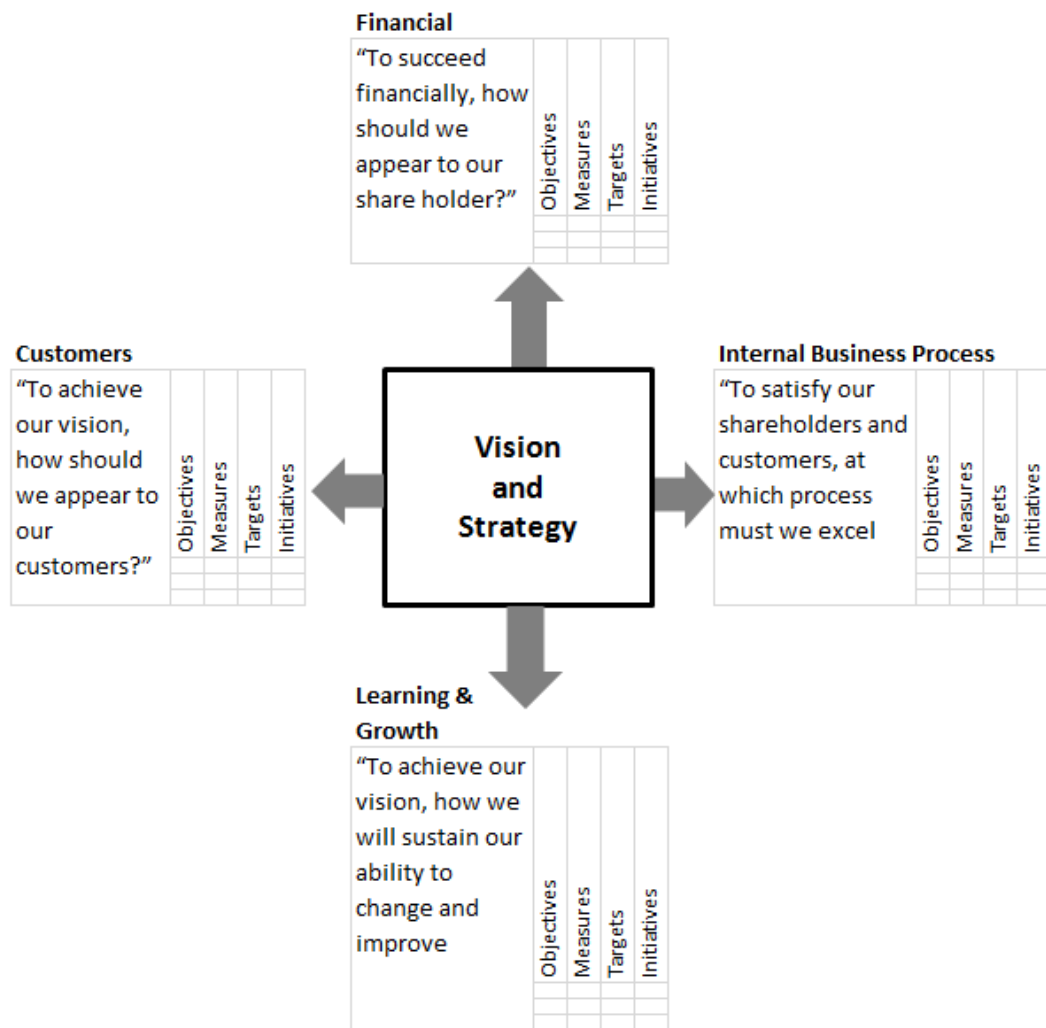 Financial
“To succeed
financially, how
should we
appear to our
share holder?”
Objectives
Measures
Targets
Initiatives
Customers
“To achieve
our vision,
how should
we appear to
our
customers?”
Objectives
Measures
Targets
Initiatives
Vision
and
Strategy
Internal Business Process
“To satisfy our
shareholders and
customers, at
which process
must we excel
Objectives
Measures
Targets
Initiatives
Learning &
Growth
“To achieve our
vision, how we
will sustain our
ability to
change and
improve
Objectives
Measures
Targets
Initiatives